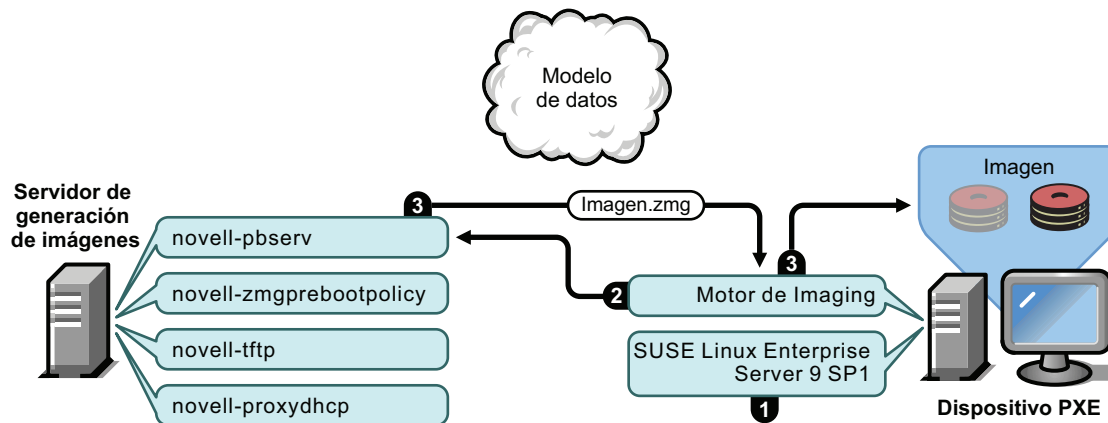 Modelo
de datos
Imagen
Servidor de
generación
de imágenes
3
Imagen.zmg
novell-pbserv
3
novell-zmgprebootpolicy
2
Motor de Imaging
novell-tftp
SUSE Linux Enterprise
Server 9 SP1
novell-proxydhcp
1
Dispositivo PXE